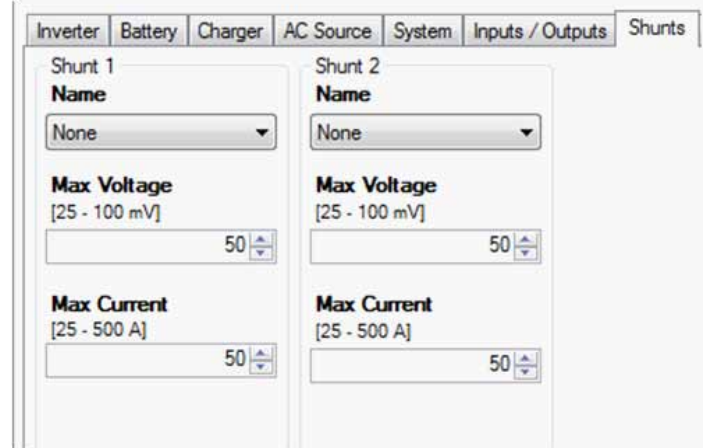 Inverter Battery Charger AC Source System Inputs / Outputs Shunts
Shunt 1
Name
None
Max Voltage
[25 - 100 mV]
50
Max Current
[25 - 500 A]
50
Shunt 2
Name
None
Max Voltage
[25 - 100 mV]
50
Max Current
[25 - 500 A]
50